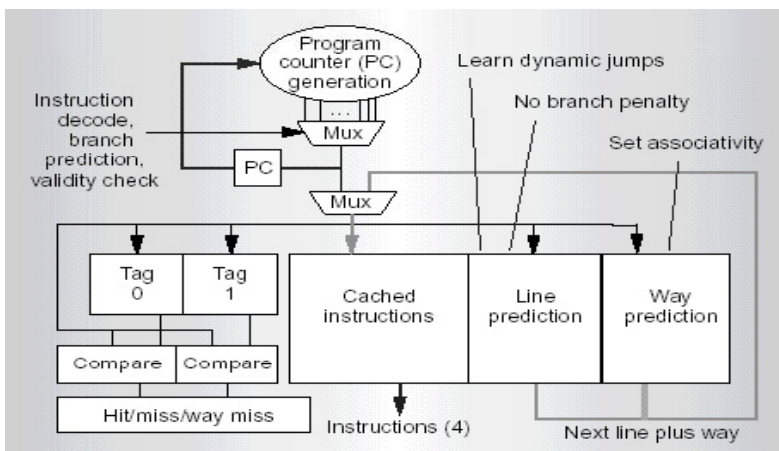 Program
counter (PC)
generation
...
Mux
Learn dynamic jumps
No branch penalty
Set associativity
Instruction
decode,
branch
prediction,
validity check
PC
Mux
Tag
0
Tag
1
Cached
instructions
Line
prediction
Way
prediction
Compare
Compare
Hit/miss/way miss
Instructions (4)
Next line plus way